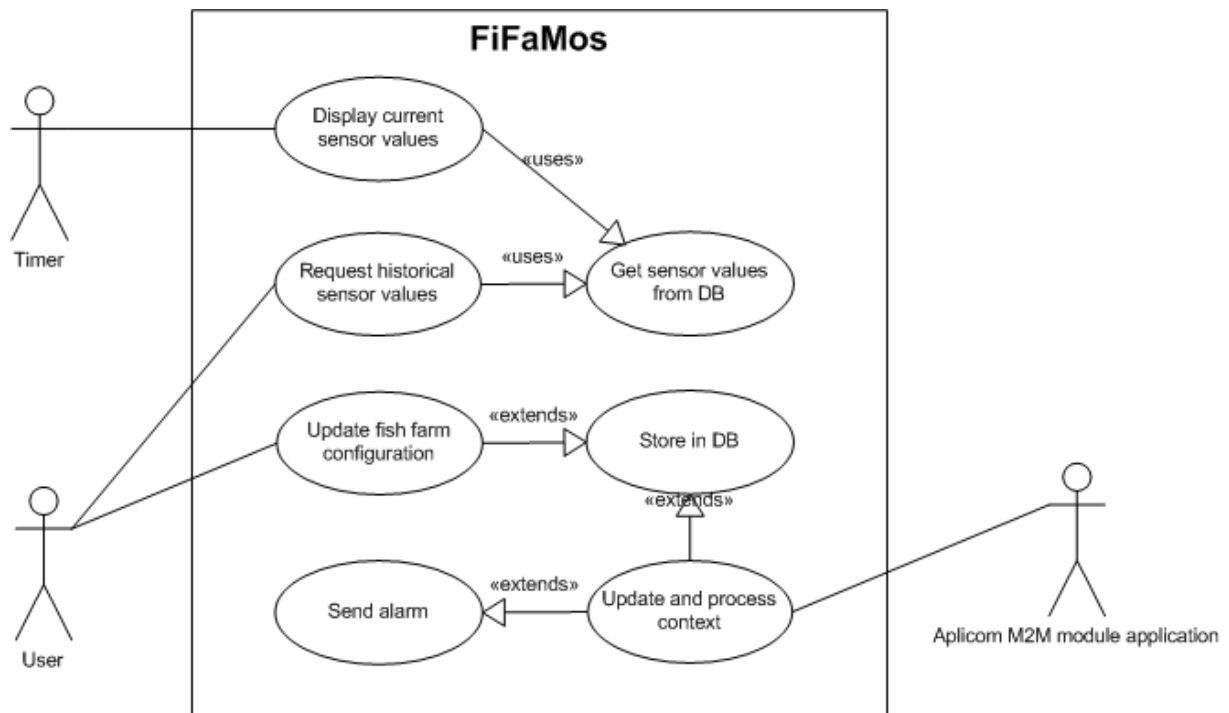 FiFaMos
Display current
sensor values
«uses»
Timer
Request historical
sensor values
«uses»
Get sensor values
from DB
Update fish farm
configuration
«extends»
Store in DB
«extends»
User
Send alarm
«extends»
Update and process
context
Aplicom M2M module application